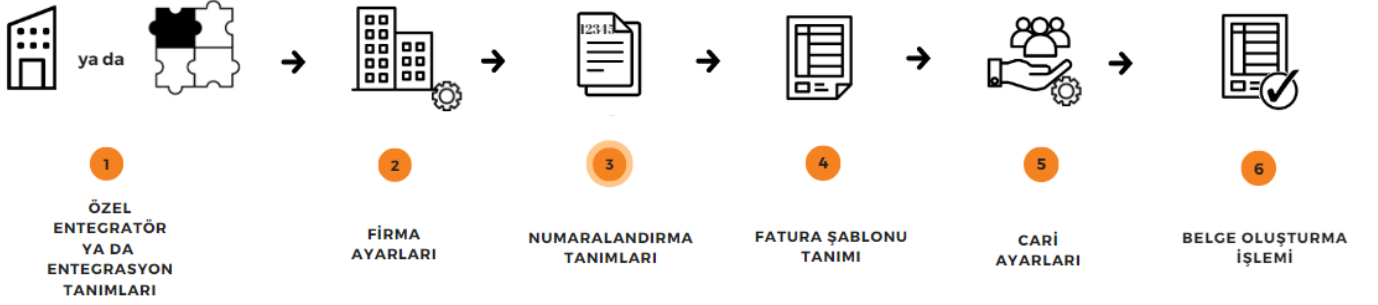 ya da
12345
1
ÖZEL
ENTEGRATÖR
YA DA
ENTEGRASYON
TANIMLARI
2
FİRMA
AYARLARI
3
NUMARALANDIRMA
TANIMLARI
4
FATURA ŞABLONU
TANIMI
5
CARİ
AYARLARI
6
BELGE OLUŞTURMA
İŞLEMİ